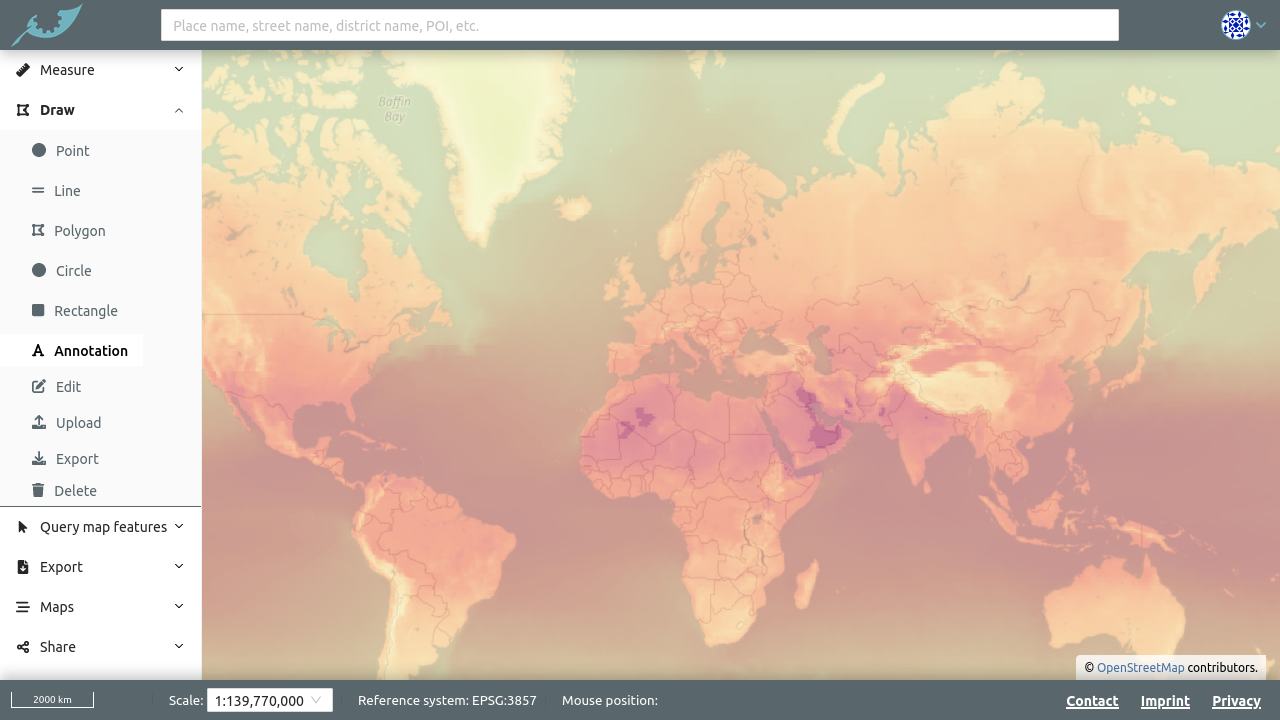 Place name, street name, district name, POI, etc.
Measure
Draw
Point
Line
Polygon
Circle
Rectangle
Annotation
Edit
Upload
Export
Delete
Query map features
Export
Maps
Share
Baffin
Bay
© OpenStreetMap contributors.
2000 km
Scale: 1:139,770,000
Reference system: EPSG:3857
Mouse position:
Contact
Imprint
Privacy